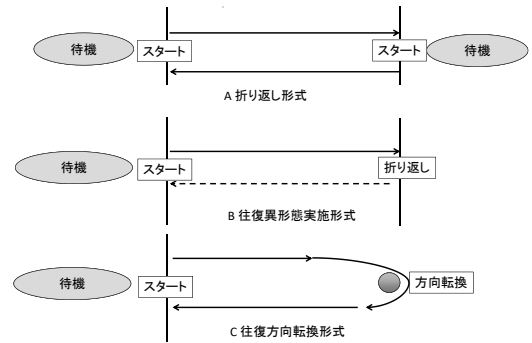 待機
スタート
スタート
待機
A 折り返し形式
待機
スタート
折り返し
B 往復異形態実施形式
待機
スタート
方向転換
C 往復方向転換形式